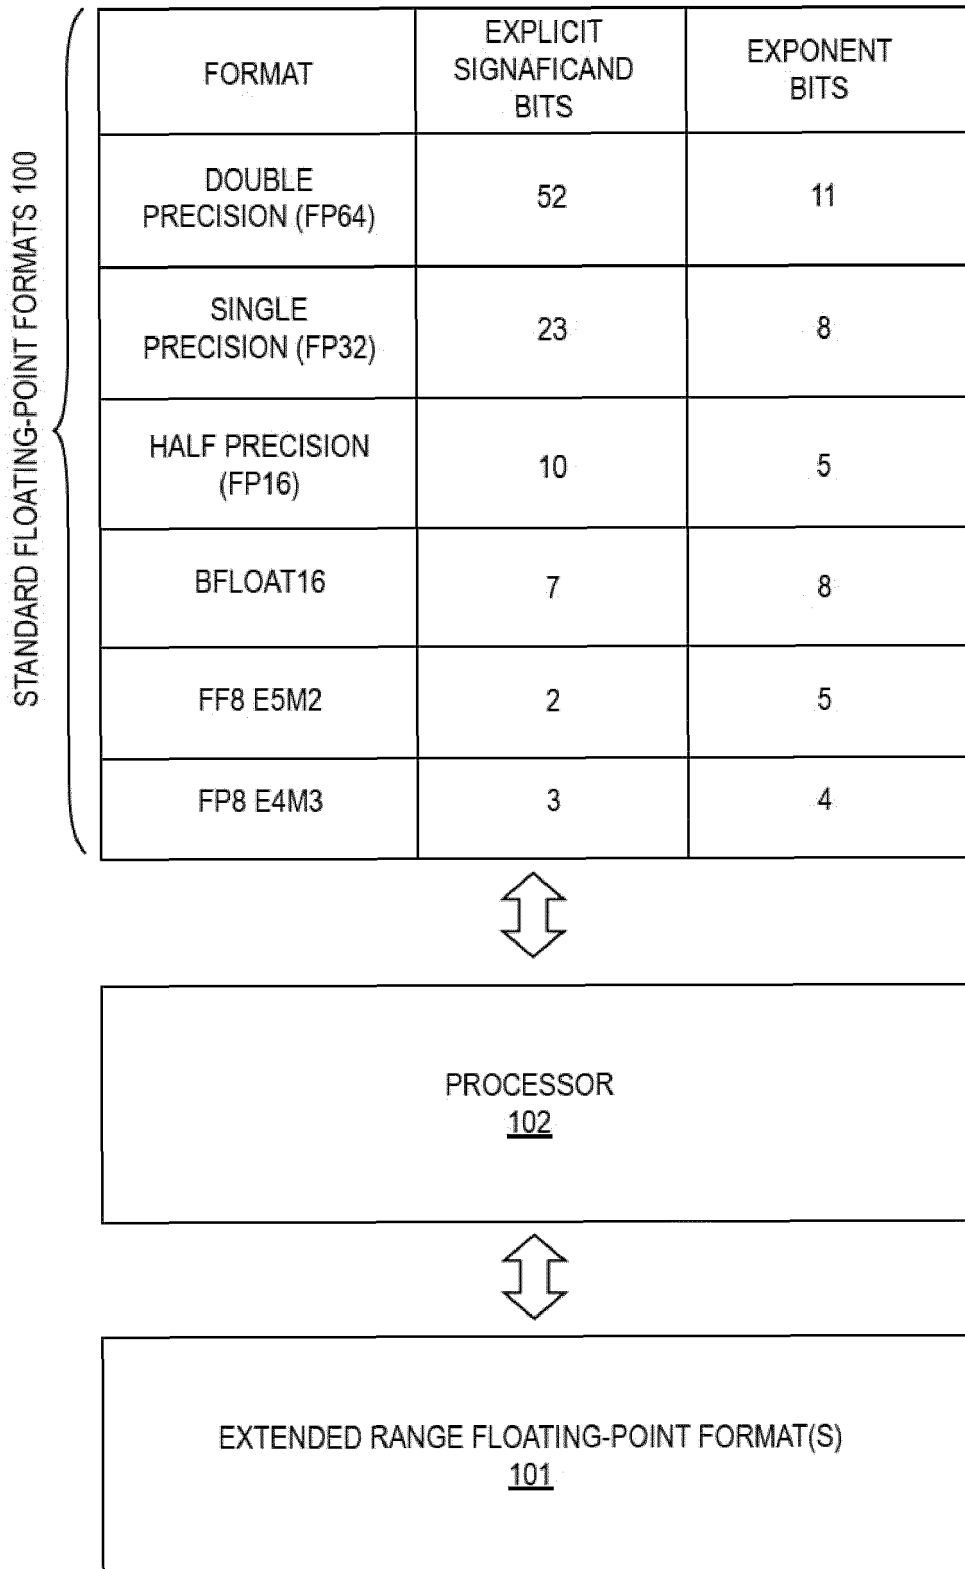 STANDARD FLOATING-POINT FORMATS 100
FORMAT
EXPLICIT
SIGNAFICAND
BITS
EXPONENT
BITS
DOUBLE
PRECISION (FP64)
52
11
SINGLE
PRECISION (FP32)
23
8
HALF PRECISION
(FP16)
10
5
BFLOAT16
7
8
FF8 E5M2
2
5
FP8 E4M3
3
4
PROCESSOR
102
EXTENDED RANGE FLOATING-POINT FORMAT(S)
101